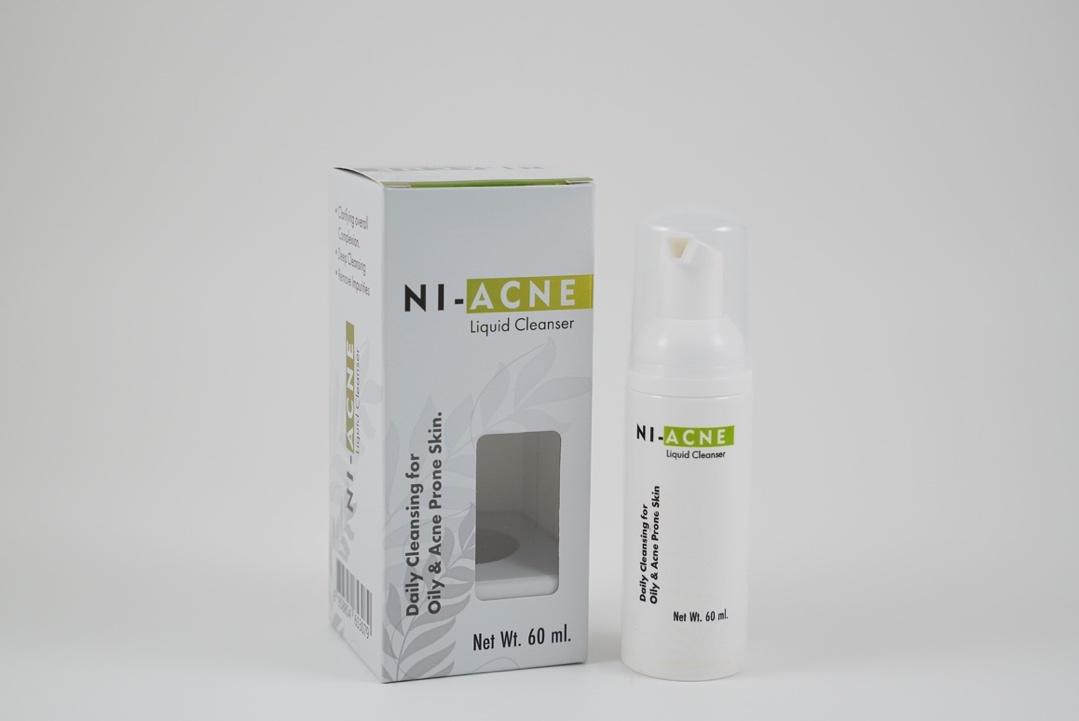 • Clarifying overall
Complexion.
• Deep Cleansing
• Remove Impurities
NI-ACNE
Liquid Cleanser
NI-ACNE
Liquid Cleanser
Daily Cleansing for
Oily & Acne Prone Skin.
Net Wt. 60 ml.
NI-ACNE
Liquid Cleanser
Daily Cleansing for
Oily & Acne Prone Skin
Net Wt. 60 ml.